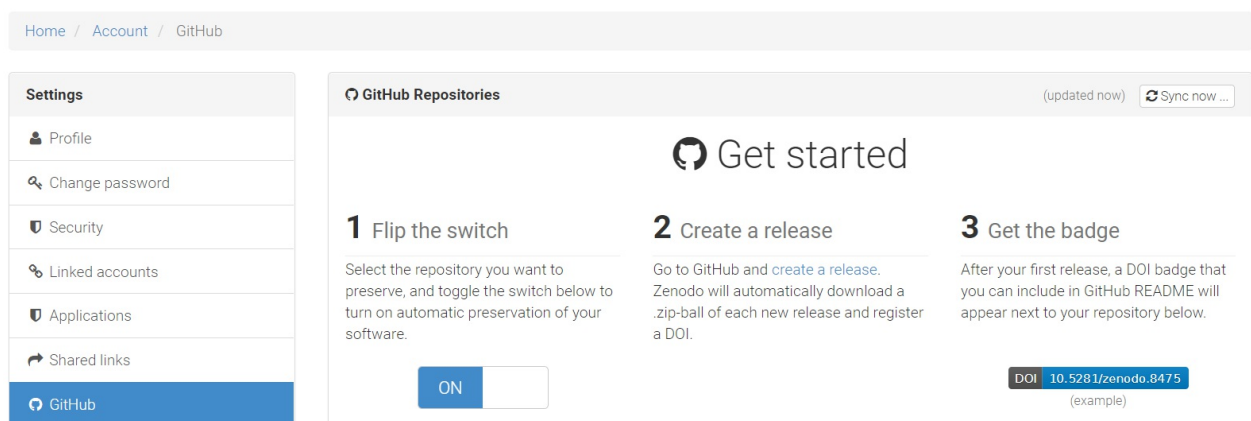 Home / Account / GitHub
Settings
Profile
Change password
Security
Linked accounts
Applications
Shared links
GitHub
GitHub Repositories
(updated now)
Sync now ...
Get started
1 Flip the switch
Select the repository you want to
preserve, and toggle the switch below to
turn on automatic preservation of your
software.
ON
2 Create a release
Go to GitHub and create a release.
Zenodo will automatically download a
.zip-ball of each new release and register
a DOI.
3 Get the badge
After your first release, a DOI badge that
you can include in GitHub README will
appear next to your repository below.
DOI 10.5281/zenodo.8475
(example)